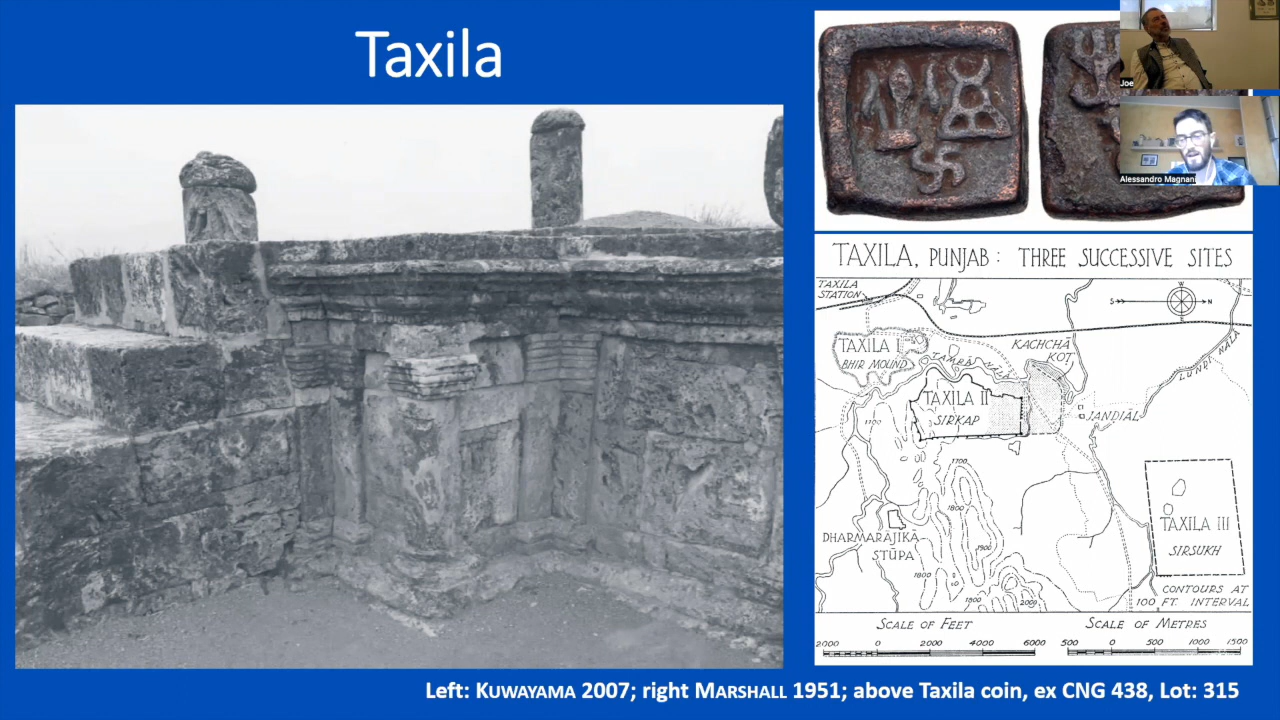 Taxila
Joe
Alessandro Magnani
TAXILA, PUNJAB: THREE SUCCESSIVE SITES
TAXILA
STATION
S
W
N
TAXILA I
BHIR MOUND
KACHCHA
KOT
TAMRA NALA
LUNDI NALA
TAXILA II
SIRKAP
JANDIAL
1700
1700
1800
1900
TAXILA III
SIRSUKH
DHARMARAJIKA
STŪPA
1800
1800
2000
CONTOURS AT
100 FT. INTERVAL
SCALE OF FEET
SCALE OF METRES
2000 0 2000 4000 6000
500 0 500 1000 1500
Left: KUWAYAMA 2007; right MARSHALL 1951; above Taxila coin, ex CNG 438, Lot: 315